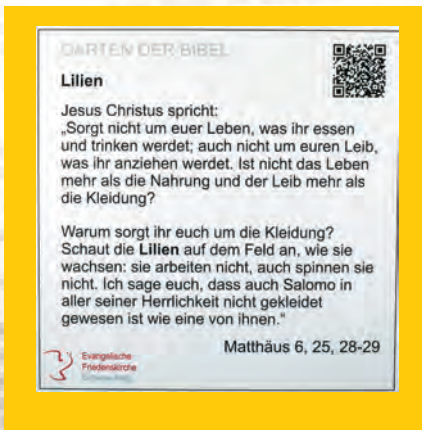 GARTEN DER BIBEL
Lilien
Jesus Christus spricht:
„Sorgt nicht um euer Leben, was ihr essen
und trinken werdet; auch nicht um euren Leib,
was ihr anziehen werdet. Ist nicht das Leben
mehr als die Nahrung und der Leib mehr als
die Kleidung?
Warum sorgt ihr euch um die Kleidung?
Schaut die Lilien auf dem Feld an, wie sie
wachsen: sie arbeiten nicht, auch spinnen sie
nicht. Ich sage euch, dass auch Salomo in
aller seiner Herrlichkeit nicht gekleidet
gewesen ist wie eine von ihnen.“
Matthäus 6, 25, 28-29
Evangelische
Friedenskirche